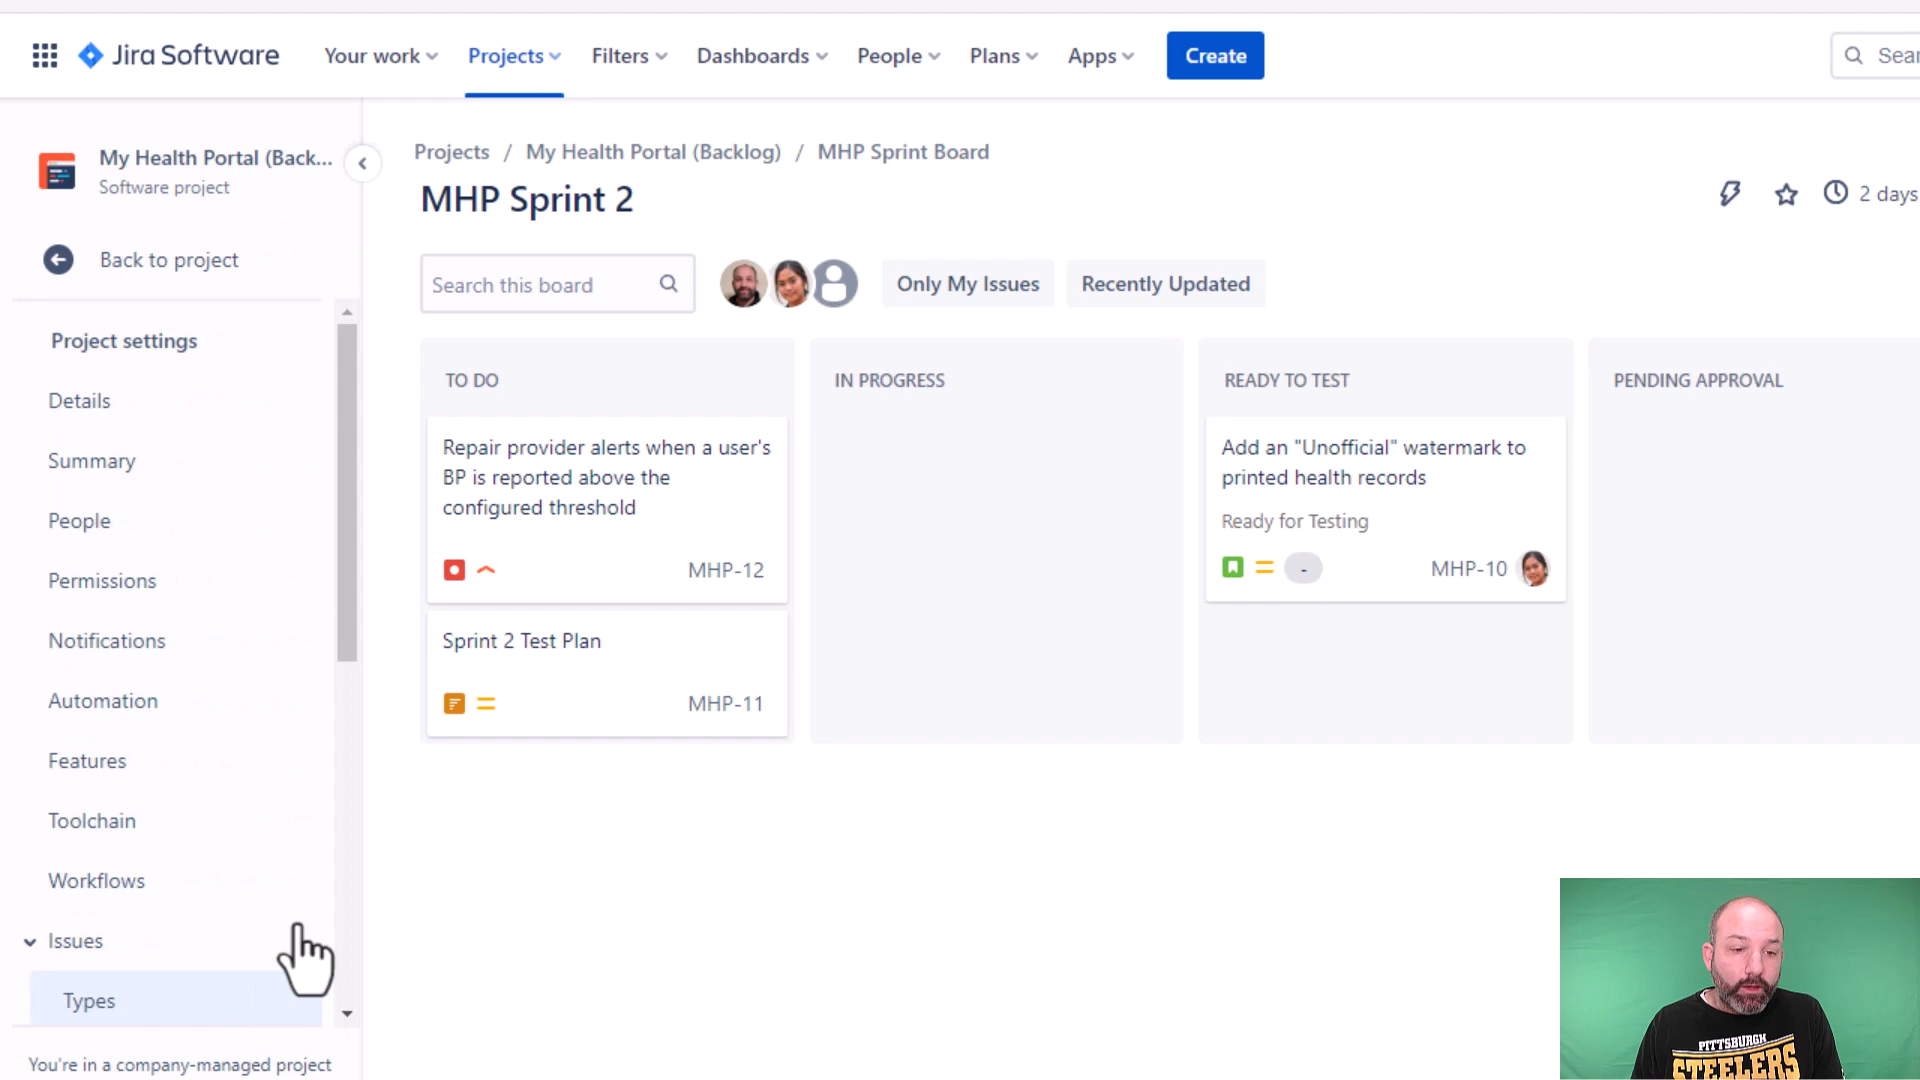 Jira Software
Your work
Projects
Filters
Dashboards
People
Plans
Apps
Create
Sear
My Health Portal (Back...
Software project
Back to project
Project settings
Details
Summary
People
Permissions
Notifications
Automation
Features
Toolchain
Workflows
Issues
Types
You're in a company-managed project
Projects / My Health Portal (Backlog) / MHP Sprint Board
MHP Sprint 2
2 days
Search this board
Only My Issues
Recently Updated
TO DO
Repair provider alerts when a user's
BP is reported above the
configured threshold
MHP-12
Sprint 2 Test Plan
MHP-11
IN PROGRESS
READY TO TEST
Add an "Unofficial" watermark to
printed health records
Ready for Testing
-
MHP-10
PENDING APPROVAL
PITTSBURGH
STEELERS